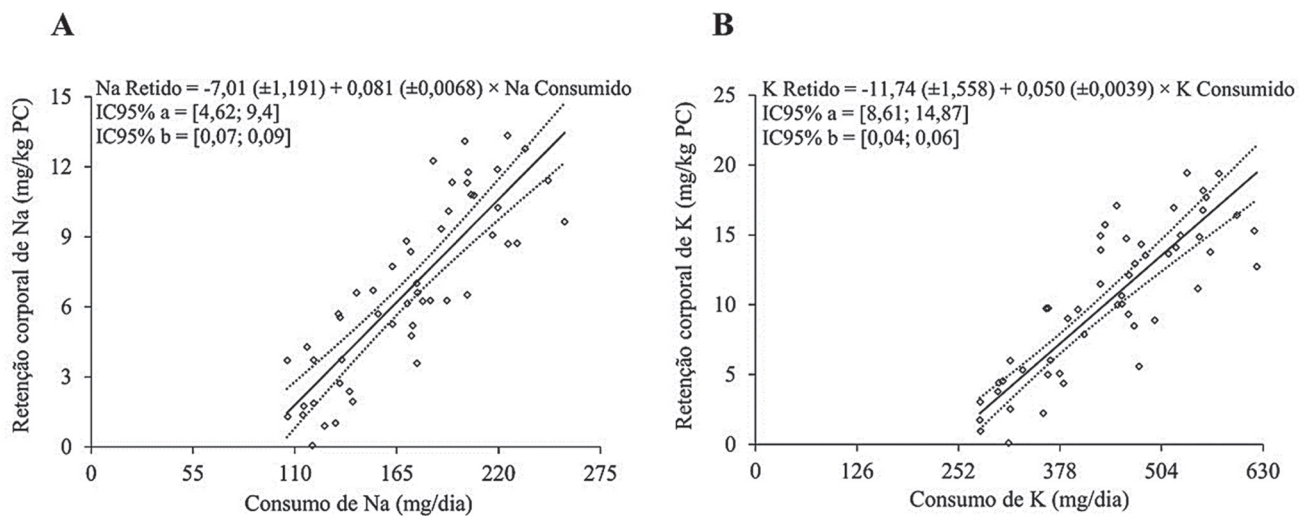 A
Na Retido = -7,01 (±1,191) + 0,081 (±0,0068) × Na Consumido
IC95% a = [4,62; 9,4]
IC95% b = [0,07; 0,09]
Retenção corporal de Na (mg/kg PC)
15
12
9
6
3
0
0
55
110
165
220
275
Consumo de Na (mg/dia)
B
K Retido = -11,74 (±1,558) + 0,050 (±0,0039) × K Consumido
IC95% a = [8,61; 14,87]
IC95% b = [0,04; 0,06]
Retenção corporal de K (mg/kg PC)
25
20
15
10
5
0
0
126
252
378
504
630
Consumo de K (mg/dia)